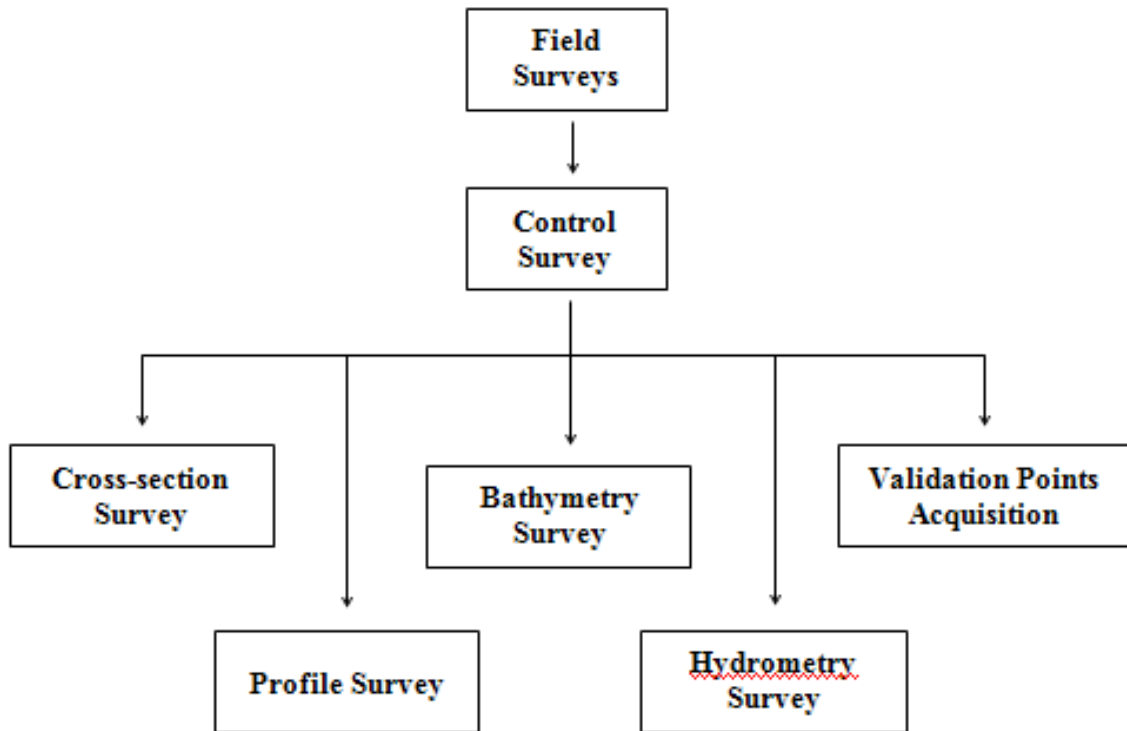 Field
Surveys
Control
Survey
Cross-section
Survey
Bathymetry
Survey
Validation Points
Acquisition
Profile Survey
Hydrometry
Survey